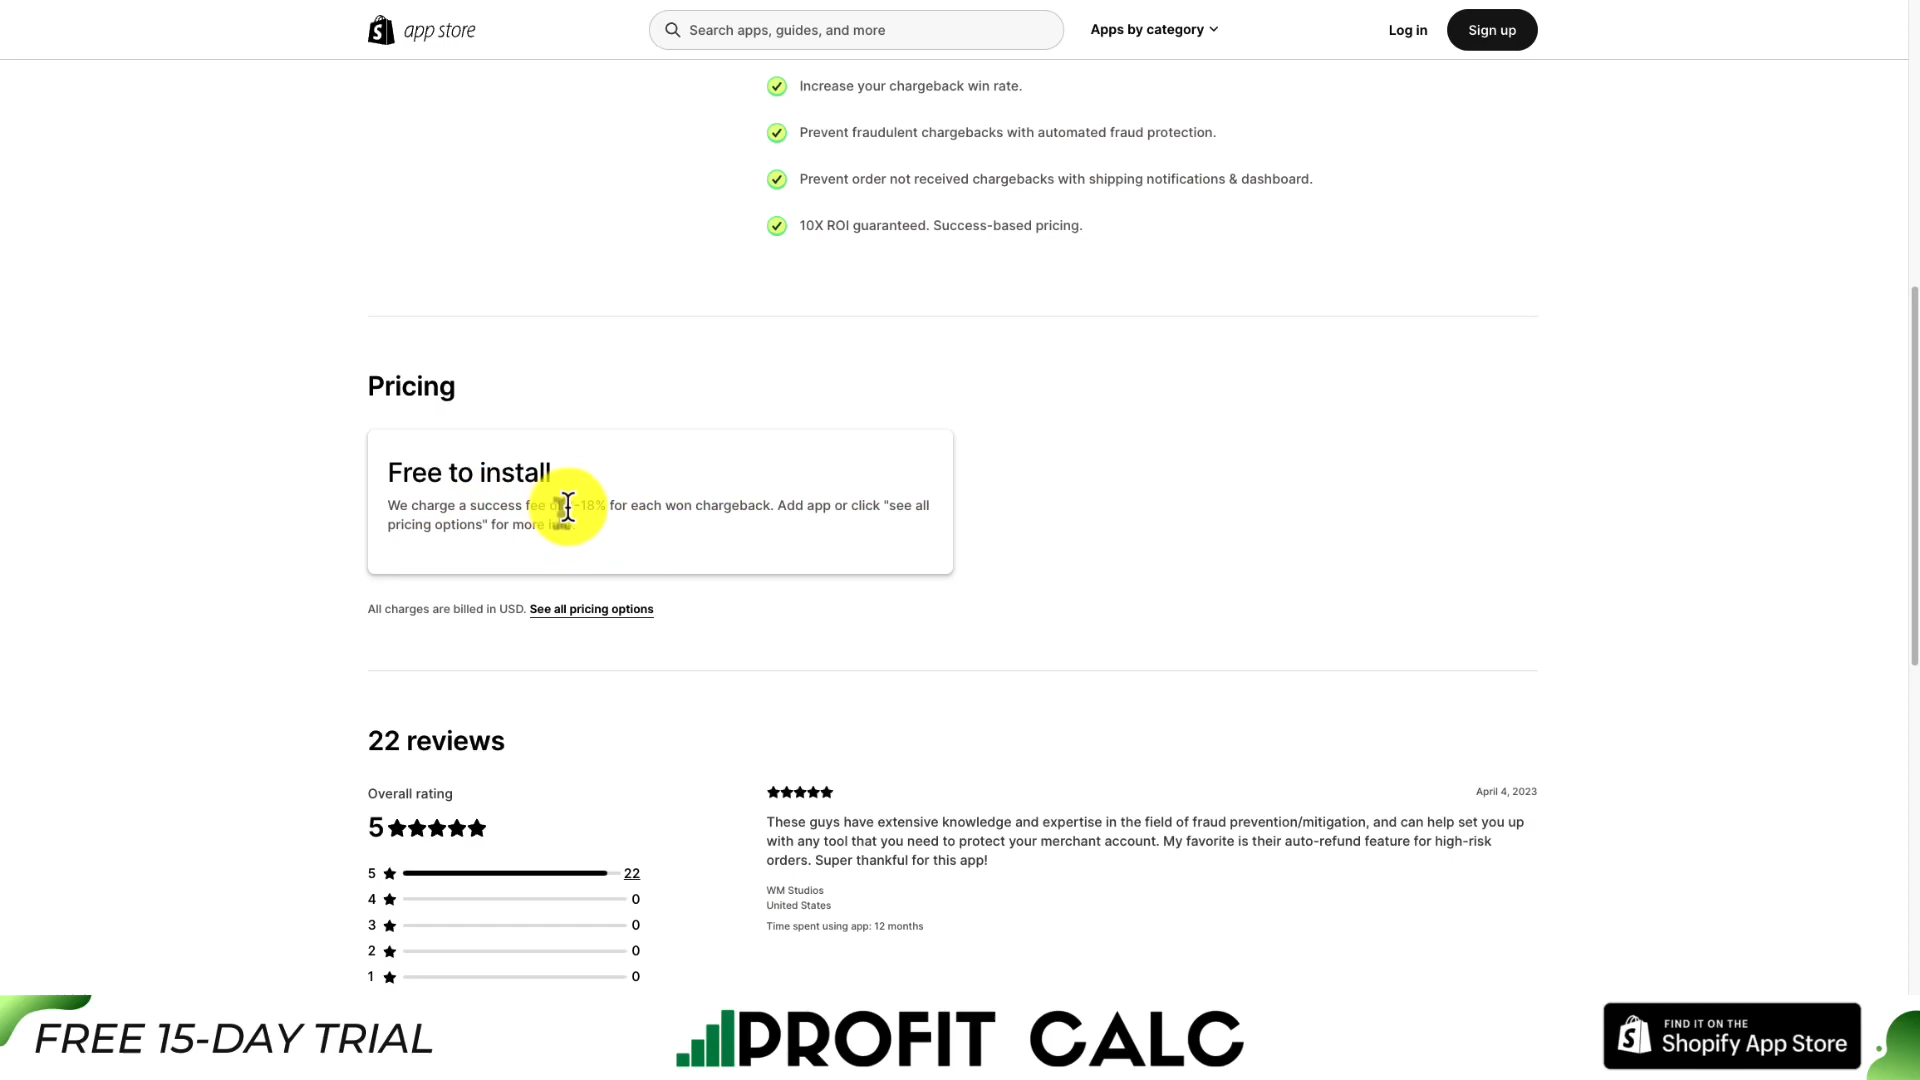 app store
Search apps, guides, and more
Apps by category
Log in
Sign up
Increase your chargeback win rate.
Prevent fraudulent chargebacks with automated fraud protection.
Prevent order not received chargebacks with shipping notifications & dashboard.
10X ROI guaranteed. Success-based pricing.
Pricing
Free to install
We charge a success fee for each won chargeback. Add app or click "see all
pricing options" for more
All charges are billed in USD. See all pricing options
22 reviews
Overall rating
5
April 4, 2023
These guys have extensive knowledge and expertise in the field of fraud prevention/mitigation, and can help set you up
with any tool that you need to protect your merchant account. My favorite is their auto-refund feature for high-risk
orders. Super thankful for this app!
WM Studios
United States
Time spent using app: 12 months
5 22
4 0
3 0
2 0
1 0
FREE 15-DAY TRIAL
PROFIT CALC
FIND IT ON THE
Shopify App Store